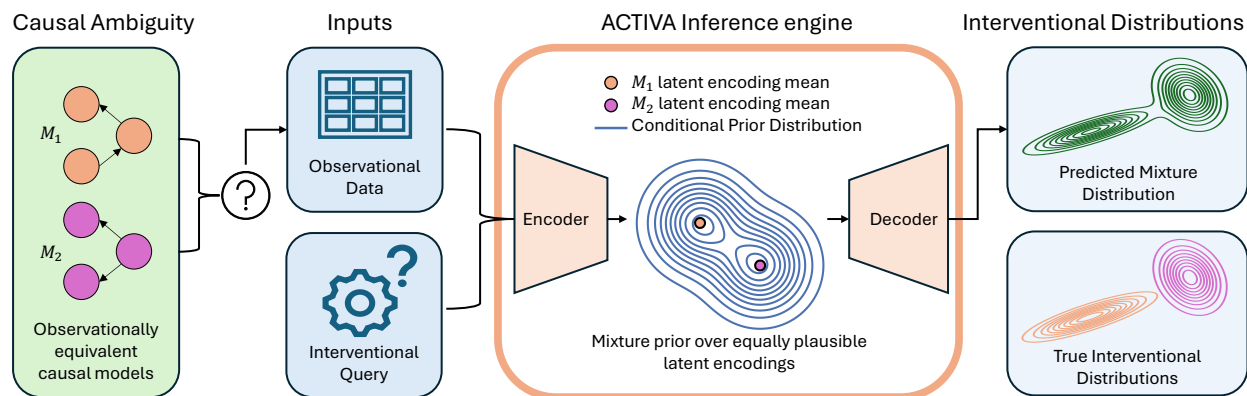 Causal Ambiguity
Inputs
ACTIVA Inference engine
Interventional Distributions
M₁
M₂
Observationally
equivalent
causal models
?
Observational
Data
?
Interventional
Query
Encoder
M₁ latent encoding mean
M₂ latent encoding mean
Conditional Prior Distribution
Mixture prior over equally plausible
latent encodings
Decoder
Predicted Mixture
Distribution
True Interventional
Distributions